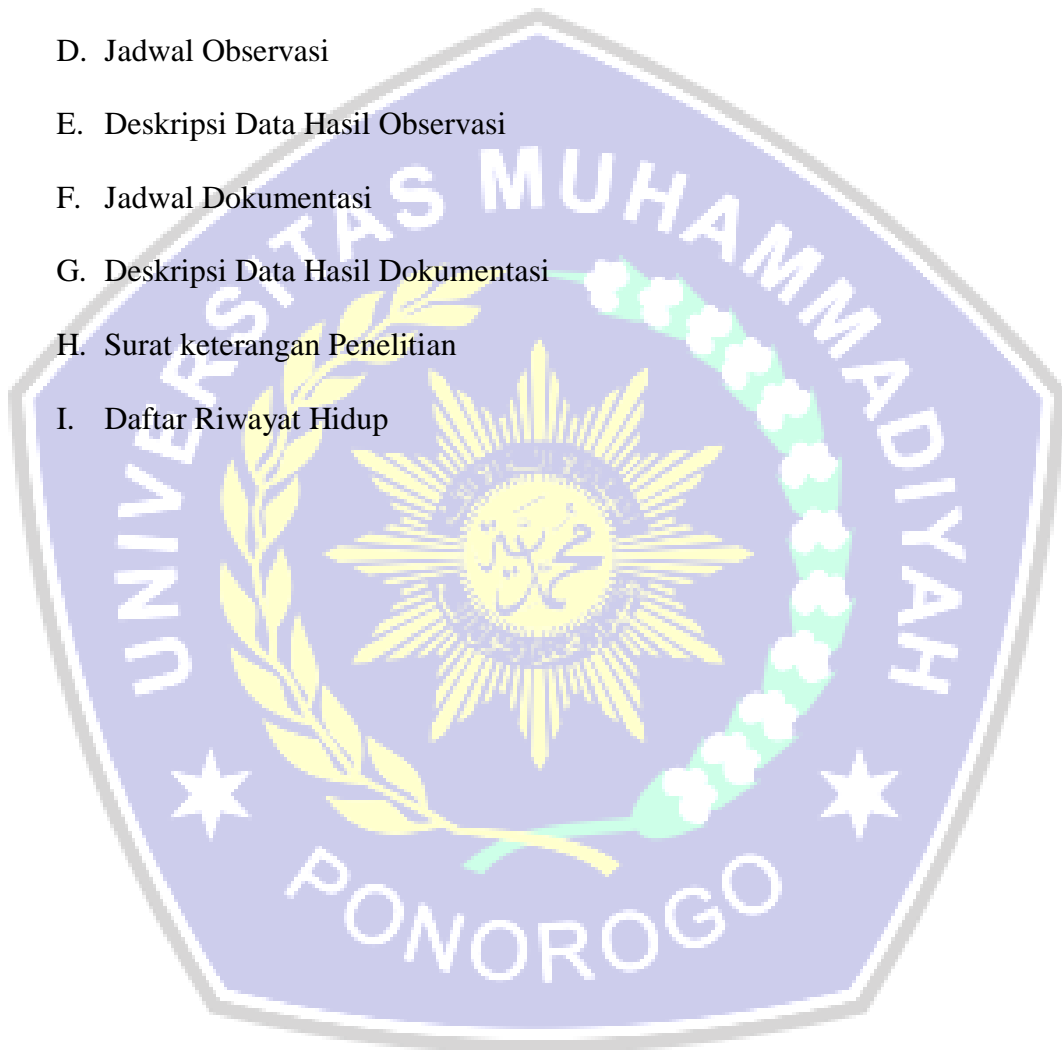 D. Jadwal Observasi
E. Deskripsi Data Hasil Observasi
F. Jadwal Dokumentasi
G. Deskripsi Data Hasil Dokumentasi
H. Surat keterangan Penelitian
I. Daftar Riwayat Hidup
UNIVERSITAS MUHAMMADIYAH
PONOROGO